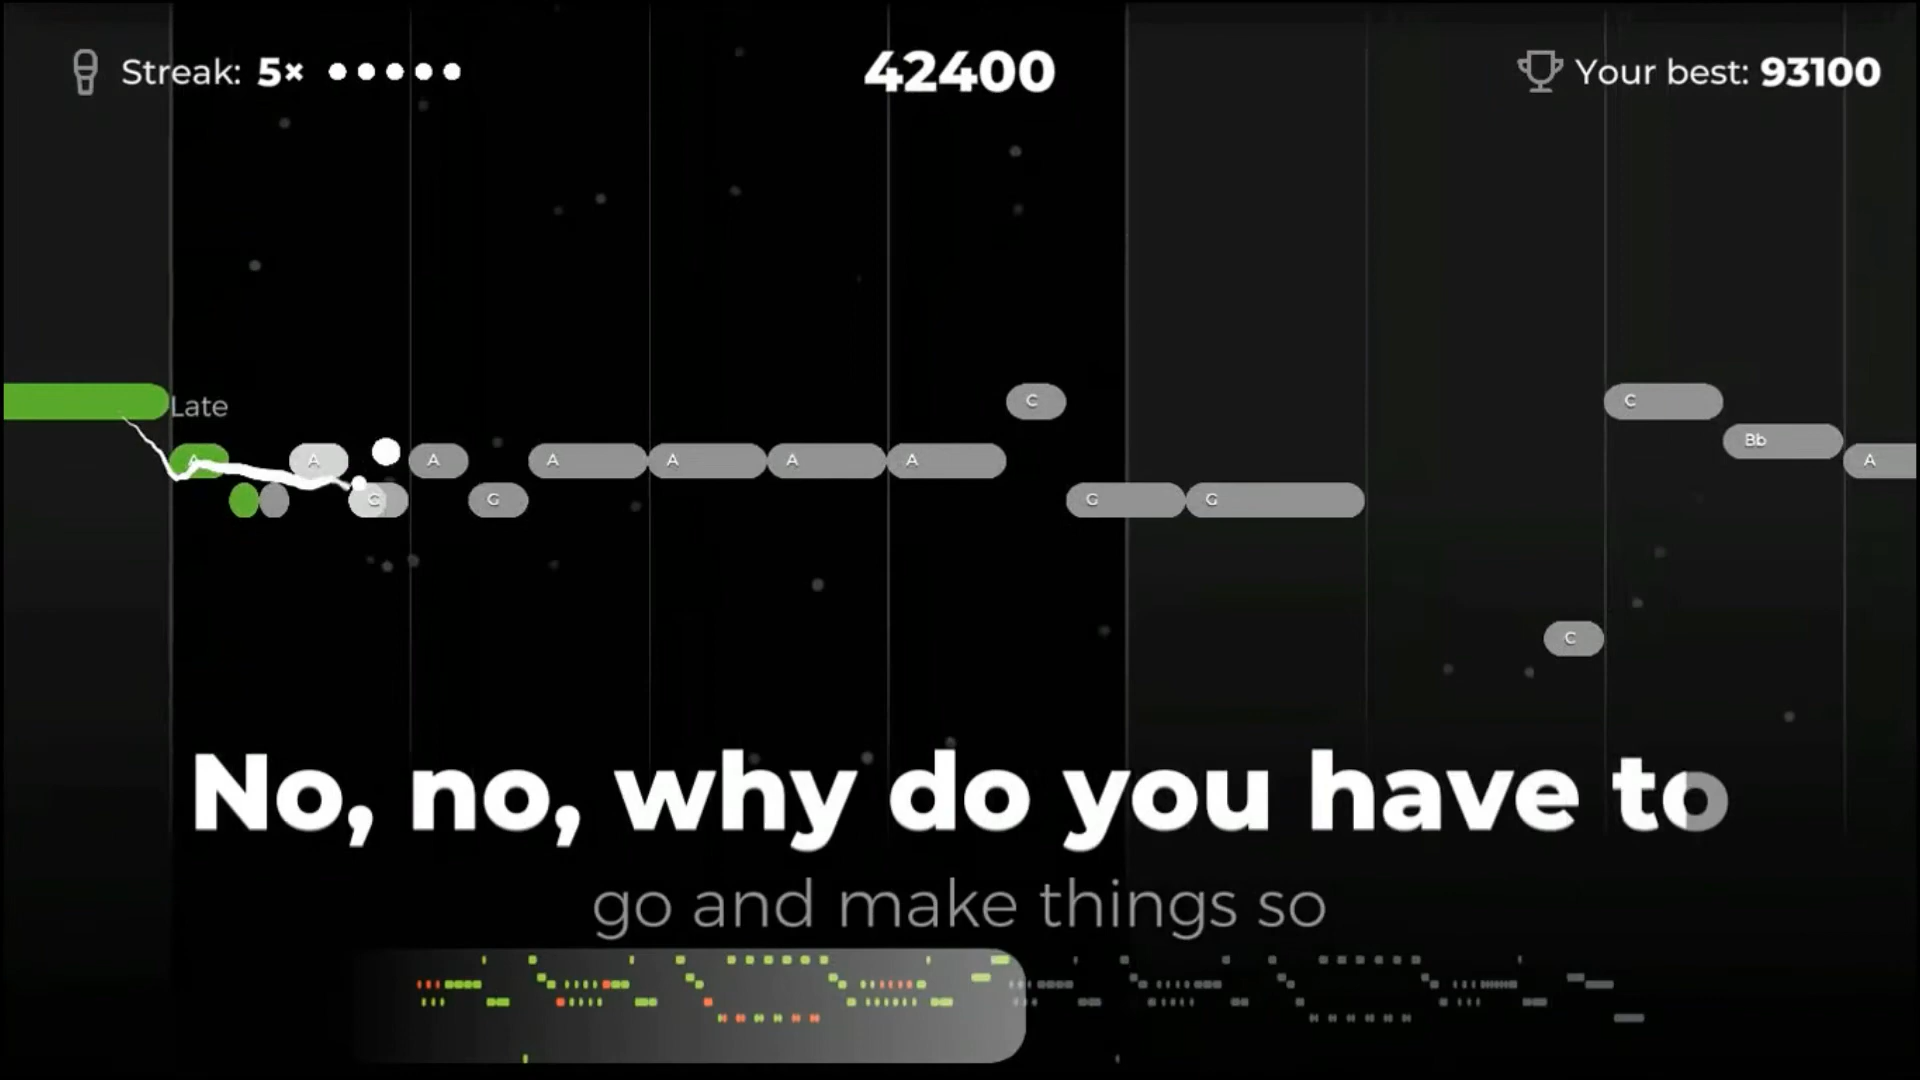 Streak: 5× 42400 Your best: 93100
C C
Late
Bb
A A A A A A A A
G G G G
C
No, no, why do you have to
go and make things so